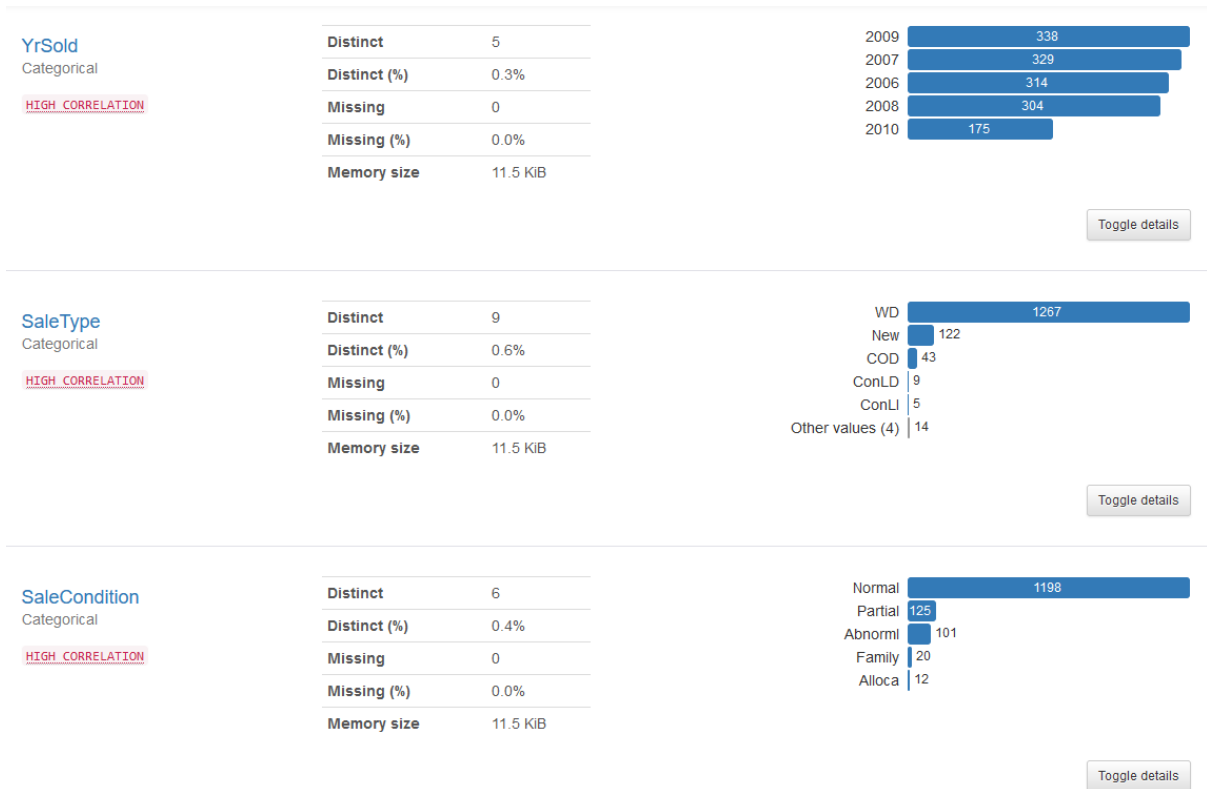 YrSold
Categorical
HIGH CORRELATION
Distinct 5
Distinct (%) 0.3%
Missing 0
Missing (%) 0.0%
Memory size 11.5 KiB
2009 338
2007 329
2006 314
2008 304
2010 175
Toggle details
SaleType
Categorical
HIGH CORRELATION
Distinct 9
Distinct (%) 0.6%
Missing 0
Missing (%) 0.0%
Memory size 11.5 KiB
WD 1267
New 122
COD 43
ConLD 9
ConLI 5
Other values (4) 14
Toggle details
SaleCondition
Categorical
HIGH CORRELATION
Distinct 6
Distinct (%) 0.4%
Missing 0
Missing (%) 0.0%
Memory size 11.5 KiB
Normal 1198
Partial 125
Abnorml 101
Family 20
Alloca 12
Toggle details